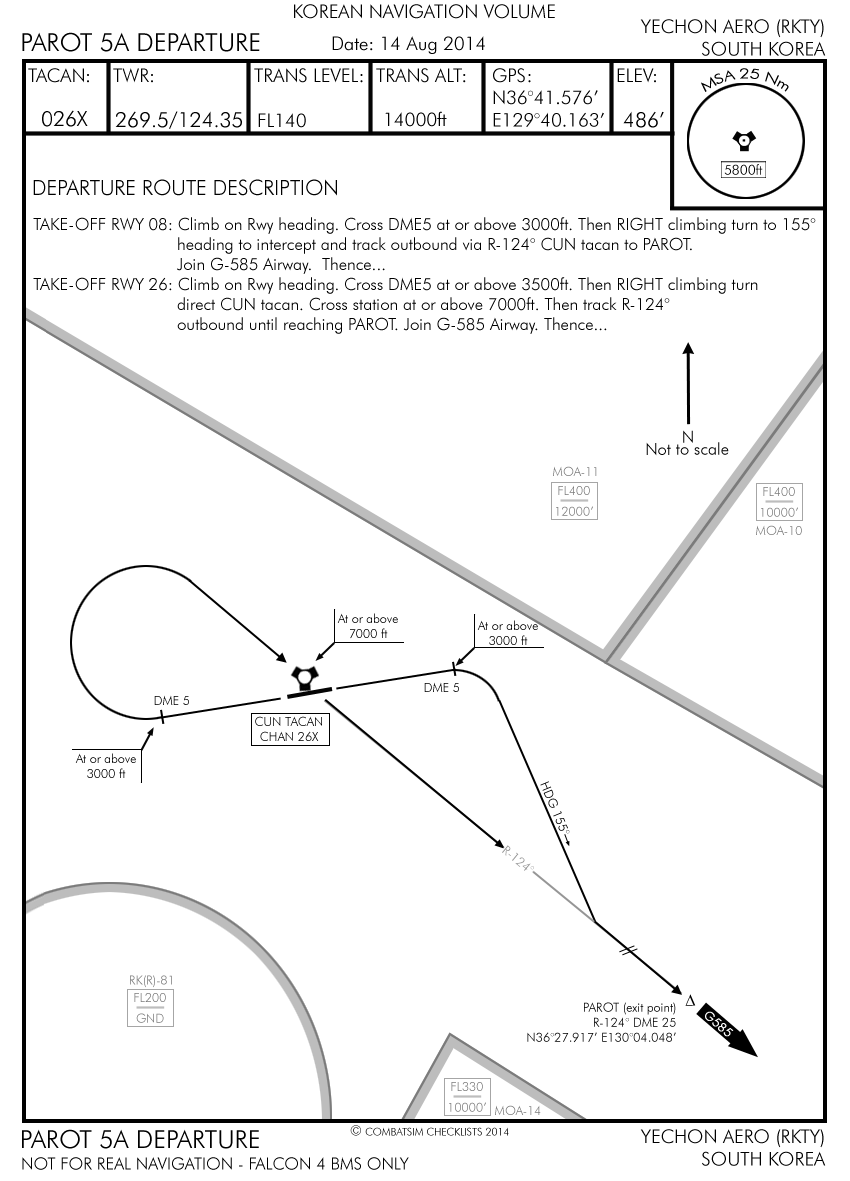 KOREAN NAVIGATION VOLUME
PAROT 5A DEPARTURE
Date: 14 Aug 2014
YECHON AERO (RKTY)
SOUTH KOREA
TACAN:
026X
TWR:
269.5/124.35
TRANS LEVEL:
FL140
TRANS ALT:
14000ft
GPS:
N36°41.576’
E129°40.163’
ELEV:
486’
MSA 25 Nm
5800ft
DEPARTURE ROUTE DESCRIPTION
TAKE-OFF RWY 08: Climb on Rwy heading. Cross DME5 at or above 3000ft. Then RIGHT climbing turn to 155°
heading to intercept and track outbound via R-124° CUN tacan to PAROT.
Join G-585 Airway. Thence...
TAKE-OFF RWY 26: Climb on Rwy heading. Cross DME5 at or above 3500ft. Then RIGHT climbing turn
direct CUN tacan. Cross station at or above 7000ft. Then track R-124°
outbound until reaching PAROT. Join G-585 Airway. Thence...
N
Not to scale
MOA-11
FL400
12000’
FL400
10000’
MOA-10
At or above
7000 ft
At or above
3000 ft
DME 5
DME 5
CUN TACAN
CHAN 26X
At or above
3000 ft
HDG 155°
R-124°
RK(R)-81
FL200
GND
PAROT (exit point)
R-124° DME 25
N36°27.917’ E130°04.048’
G585
FL330
10000’
MOA-14
PAROT 5A DEPARTURE
NOT FOR REAL NAVIGATION - FALCON 4 BMS ONLY
© COMBATSIM CHECKLISTS 2014
YECHON AERO (RKTY)
SOUTH KOREA